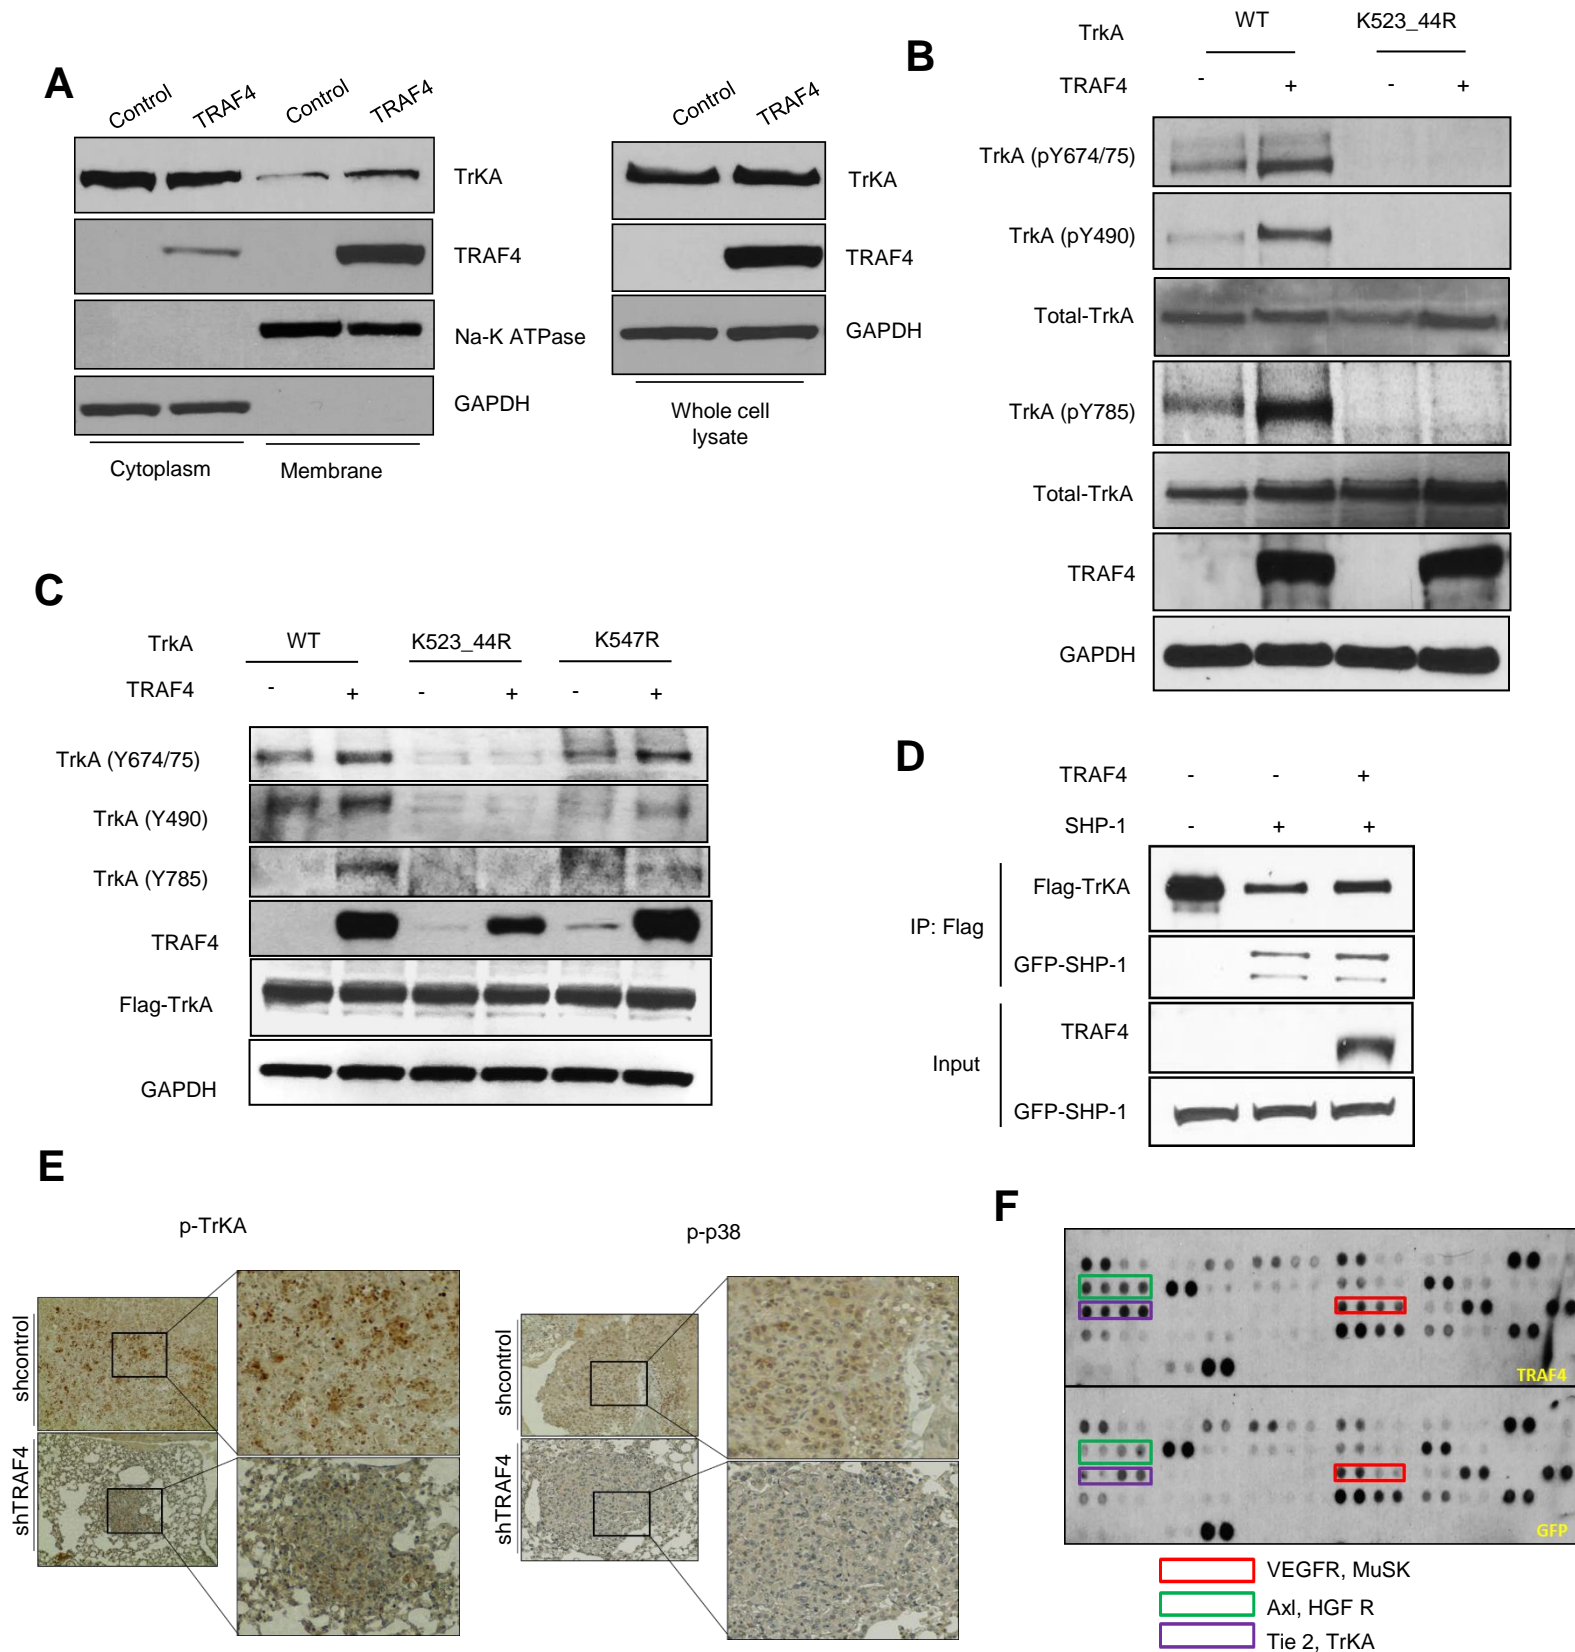 A
Control TRAF4 Control TRAF4
TrKA
TRAF4
Na-K ATPase
GAPDH
Cytoplasm Membrane
Control TRAF4
TrKA
TRAF4
GAPDH
Whole cell
lysate
B
TrkA WT K523_44R
TRAF4 - + - +
TrkA (pY674/75)
TrkA (pY490)
Total-TrkA
TrkA (pY785)
Total-TrkA
TRAF4
GAPDH
C
TrkA WT K523_44R K547R
TRAF4 - + - + - +
TrkA (Y674/75)
TrkA (Y490)
TrkA (Y785)
TRAF4
Flag-TrkA
GAPDH
D
TRAF4 - - +
SHP-1 - + +
IP: Flag
Flag-TrKA
GFP-SHP-1
Input
TRAF4
GFP-SHP-1
E
p-TrKA
shcontrol
shTRAF4
p-p38
shcontrol
shTRAF4
F
TRAF4
GFP
VEGFR, MuSK
Axl, HGF R
Tie 2, TrKA